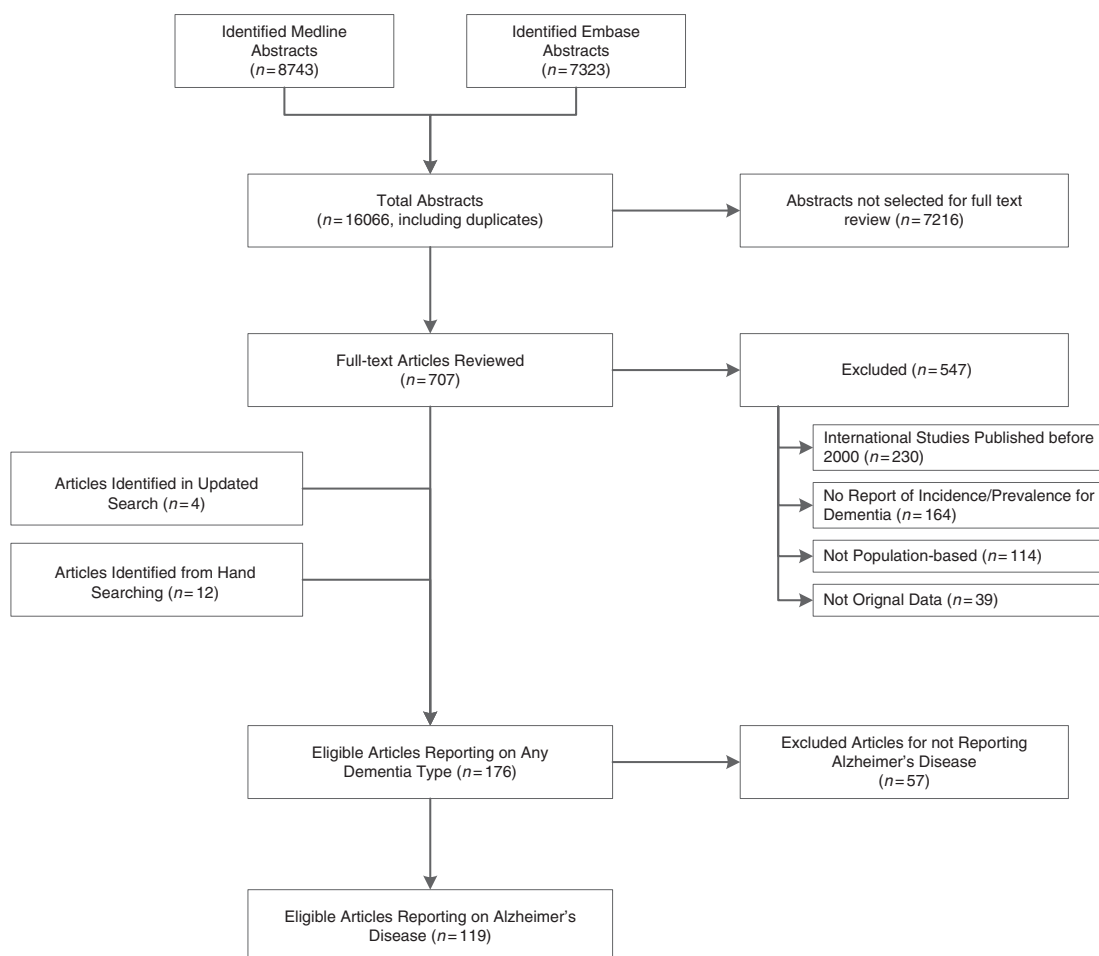 Identified Medline
Abstracts
(n=8743)
Identified Embase
Abstracts
(n=7323)
Total Abstracts
(n=16066, including duplicates)
Abstracts not selected for full text
review (n=7216)
Full-text Articles Reviewed
(n=707)
Excluded (n=547)
International Studies Published before
2000 (n=230)
No Report of Incidence/Prevalence for
Dementia (n=164)
Not Population-based (n=114)
Not Orignal Data (n=39)
Articles Identified in Updated
Search (n=4)
Articles Identified from Hand
Searching (n=12)
Eligible Articles Reporting on Any
Dementia Type (n=176)
Excluded Articles for not Reporting
Alzheimer's Disease
(n=57)
Eligible Articles Reporting on Alzheimer's
Disease (n=119)